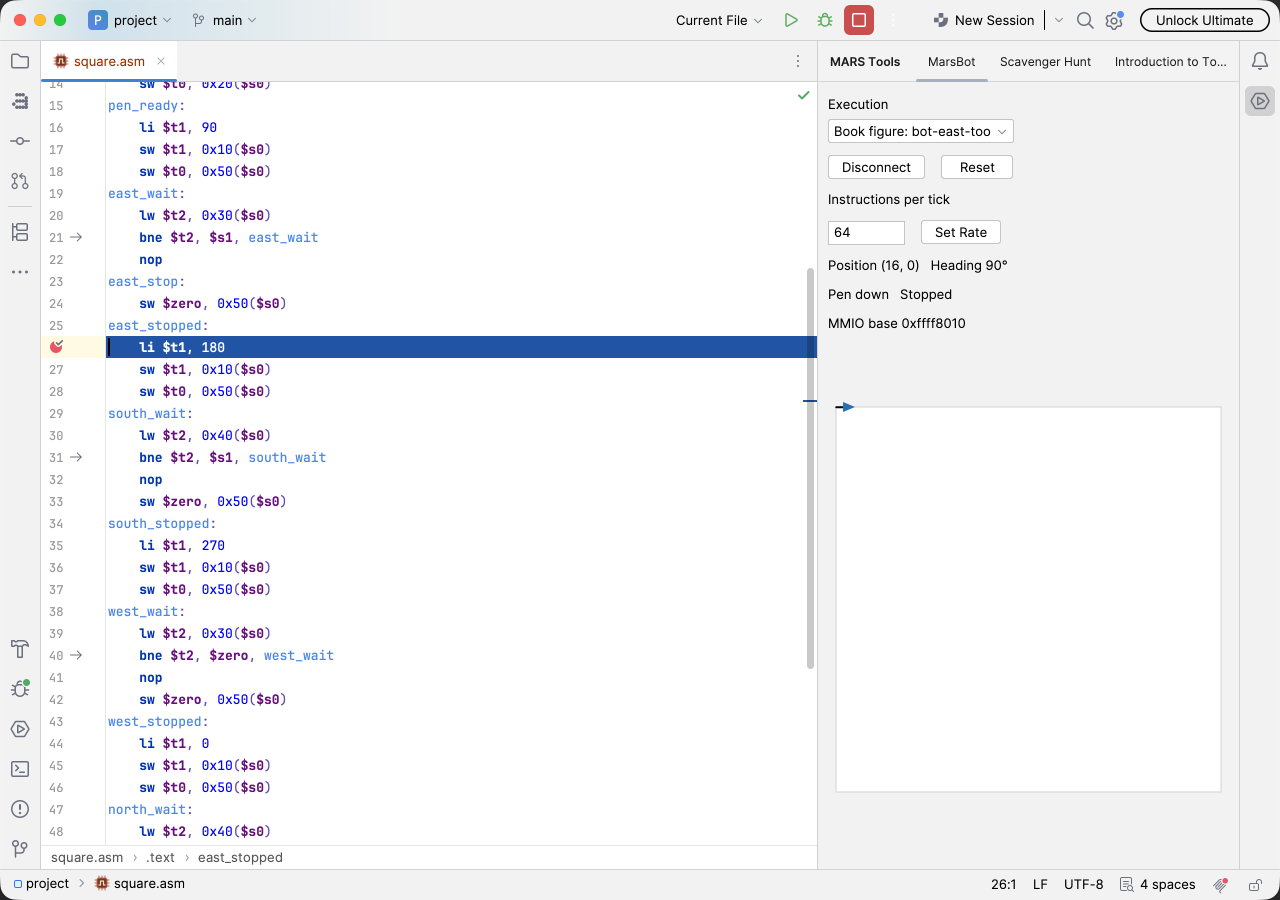 P project main Current File New Session Unlock Ultimate
square.asm
MARS Tools MarsBot Scavenger Hunt Introduction to To...
14 sw $t0, 0x20($s0)
15 pen_ready:
16 li $t1, 90
17 sw $t1, 0x10($s0)
18 sw $t0, 0x50($s0)
19 east_wait:
20 lw $t2, 0x30($s0)
21 bne $t2, $s1, east_wait
22 nop
23 east_stop:
24 sw $zero, 0x50($s0)
25 east_stopped:
li $t1, 180
27 sw $t1, 0x10($s0)
28 sw $t0, 0x50($s0)
29 south_wait:
30 lw $t2, 0x40($s0)
31 bne $t2, $s1, south_wait
32 nop
33 sw $zero, 0x50($s0)
34 south_stopped:
35 li $t1, 270
36 sw $t1, 0x10($s0)
37 sw $t0, 0x50($s0)
38 west_wait:
39 lw $t2, 0x30($s0)
40 bne $t2, $zero, west_wait
41 nop
42 sw $zero, 0x50($s0)
43 west_stopped:
44 li $t1, 0
45 sw $t1, 0x10($s0)
46 sw $t0, 0x50($s0)
47 north_wait:
48 lw $t2, 0x40($s0)
square.asm › .text › east_stopped
Execution
Book figure: bot-east-too
Disconnect Reset
Instructions per tick
64 Set Rate
Position (16, 0) Heading 90°
Pen down Stopped
MMIO base 0xffff8010
project square.asm 26:1 LF UTF-8 4 spaces